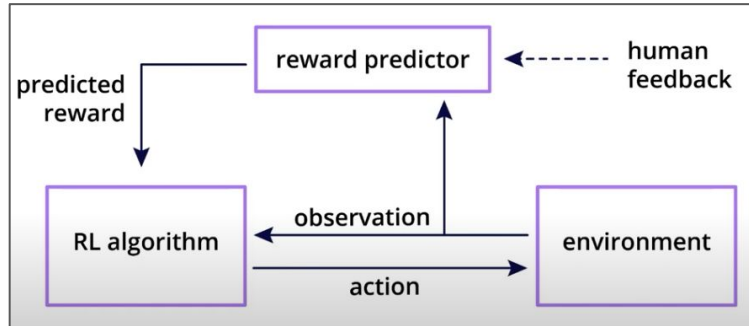 reward predictor
human
feedback
predicted
reward
observation
RL algorithm
environment
action